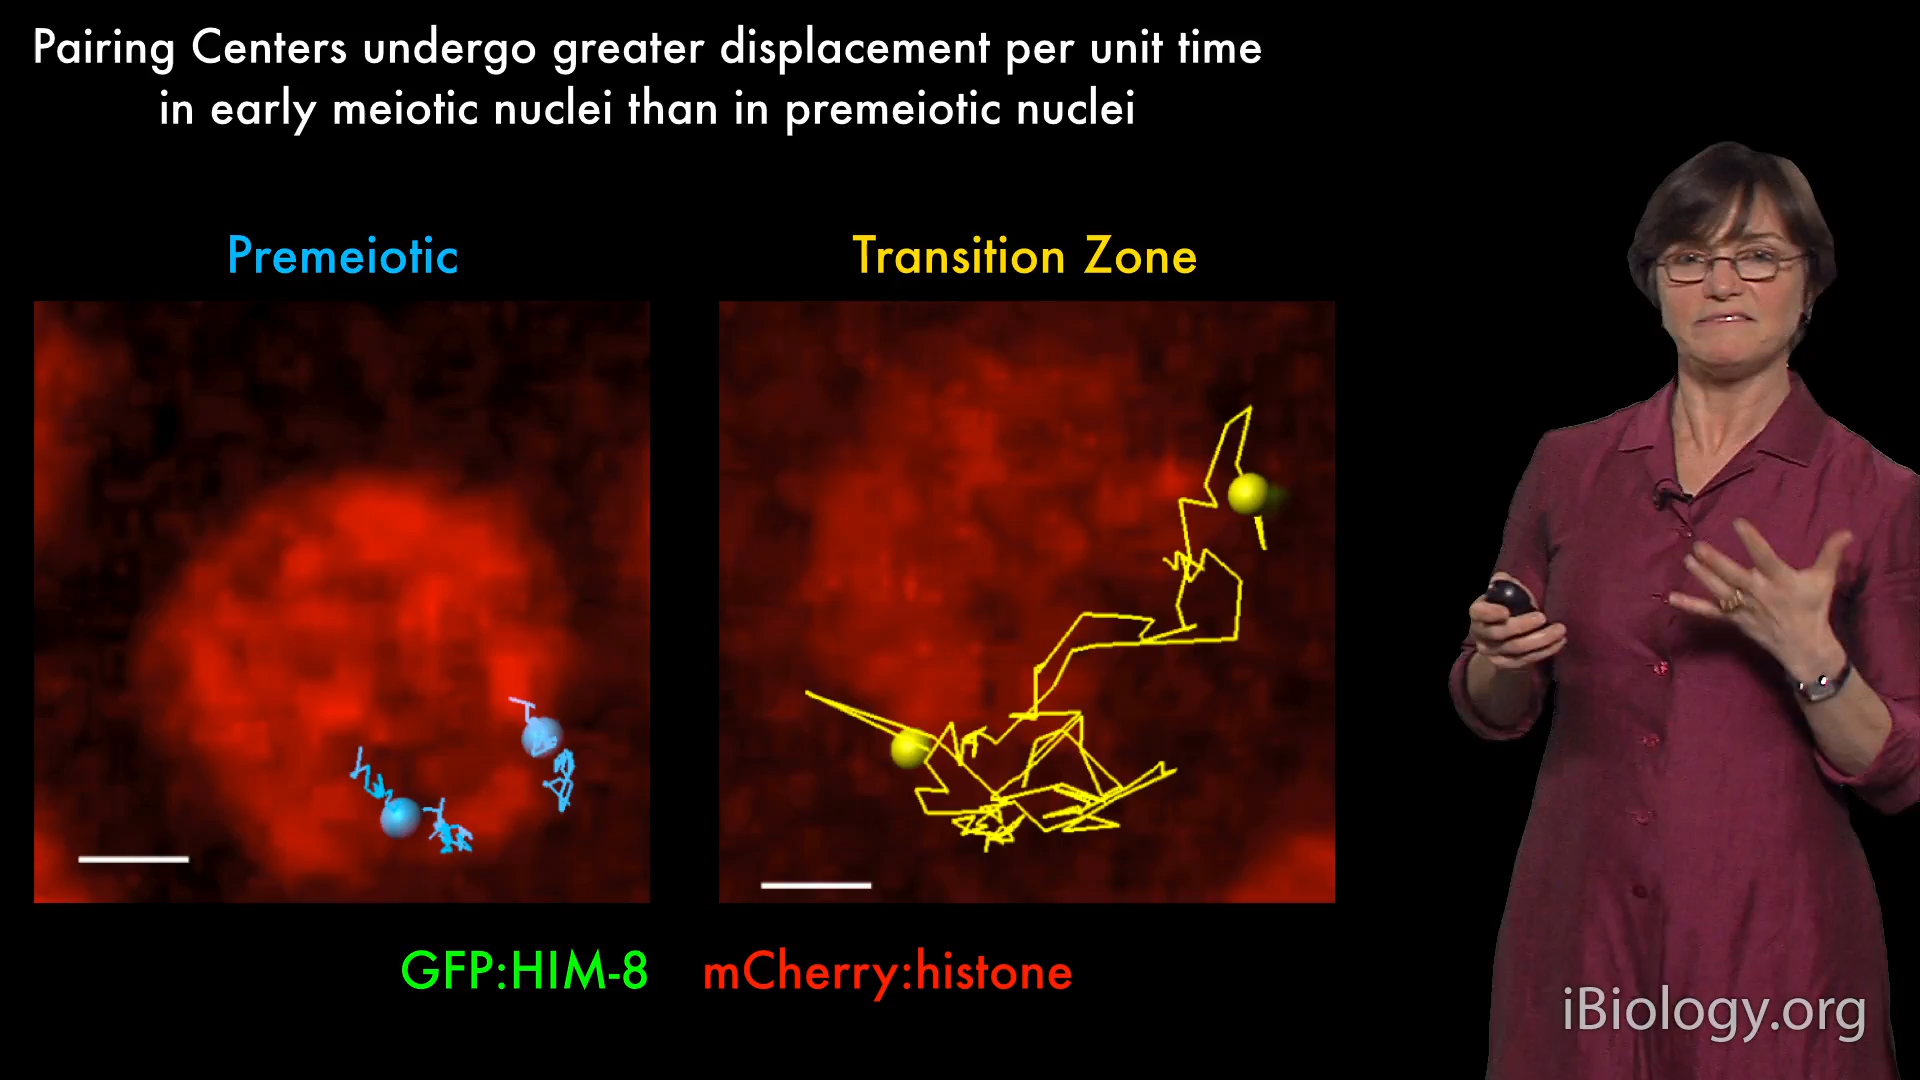 Pairing Centers undergo greater displacement per unit time
in early meiotic nuclei than in premeiotic nuclei
Premeiotic
Transition Zone
GFP:HIM-8
mCherry:histone
iBiology.org